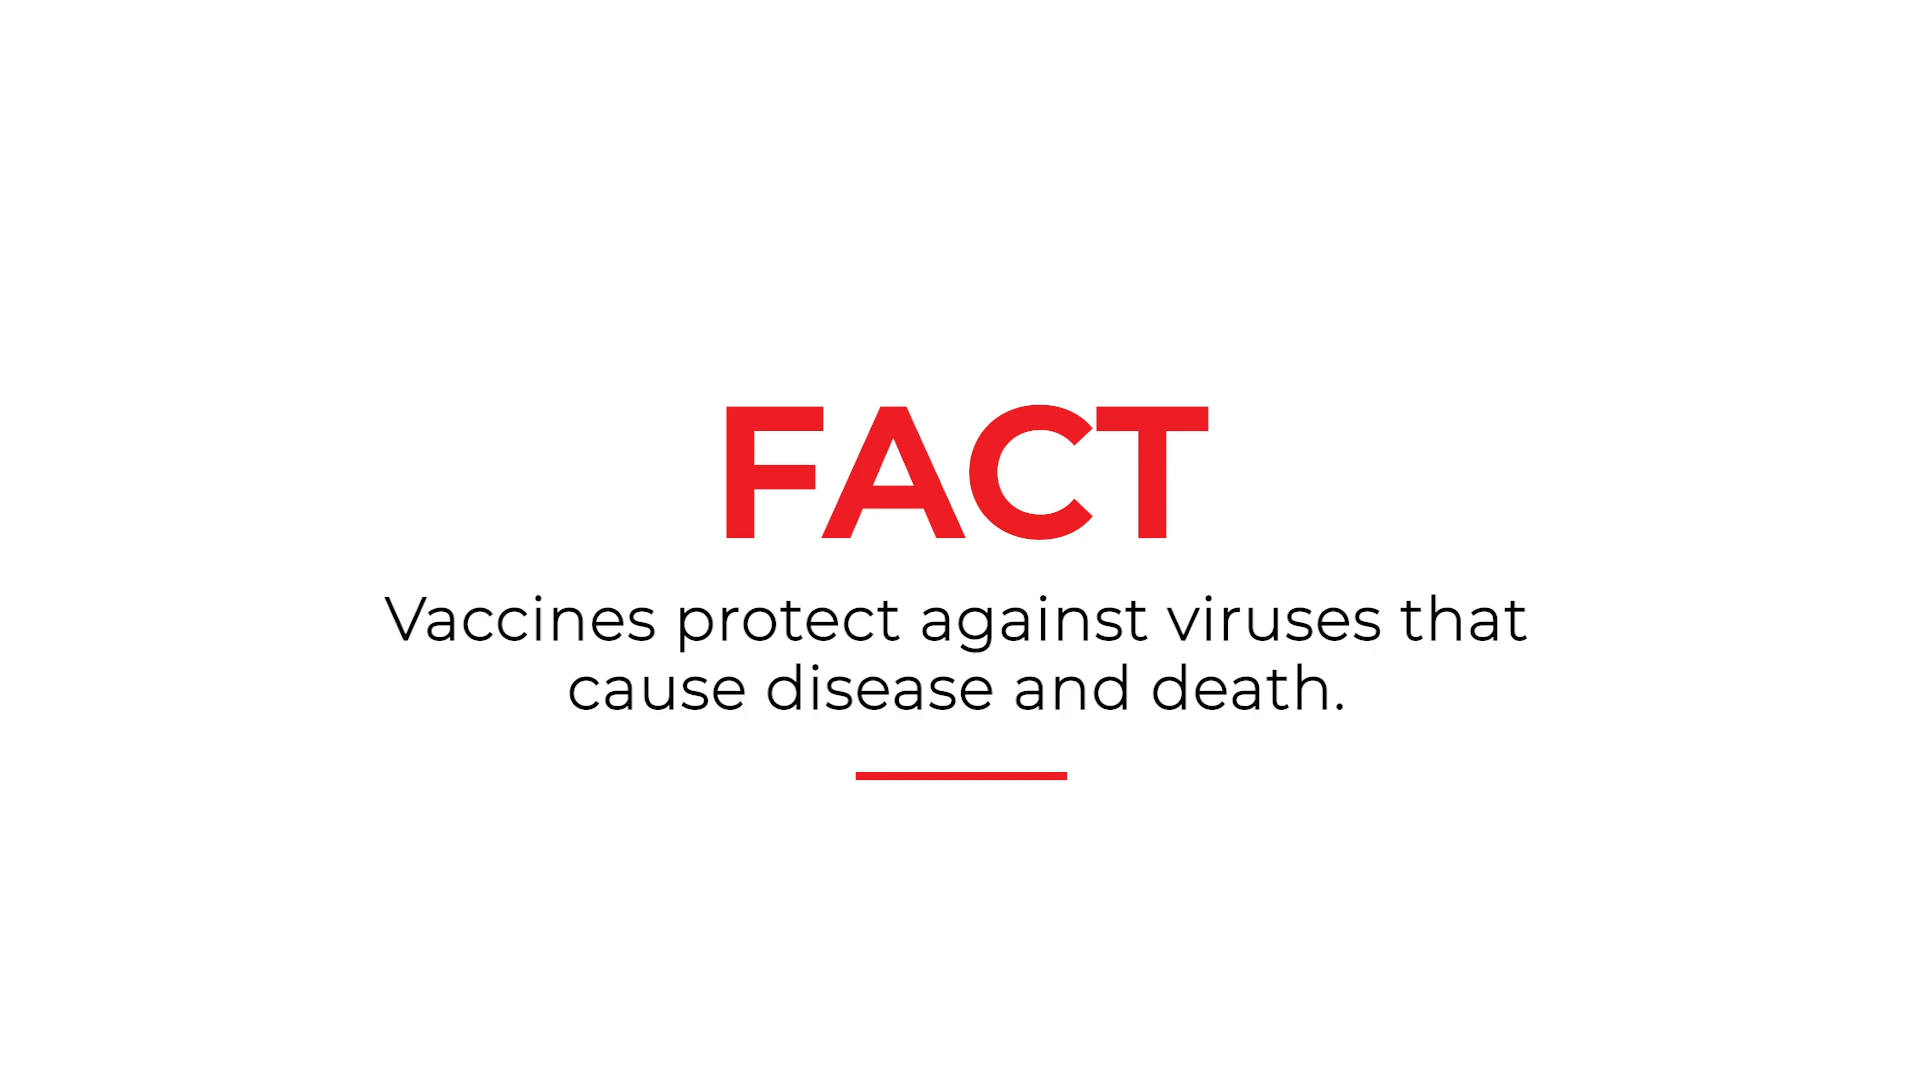 FACT
Vaccines protect against viruses that
cause disease and death.